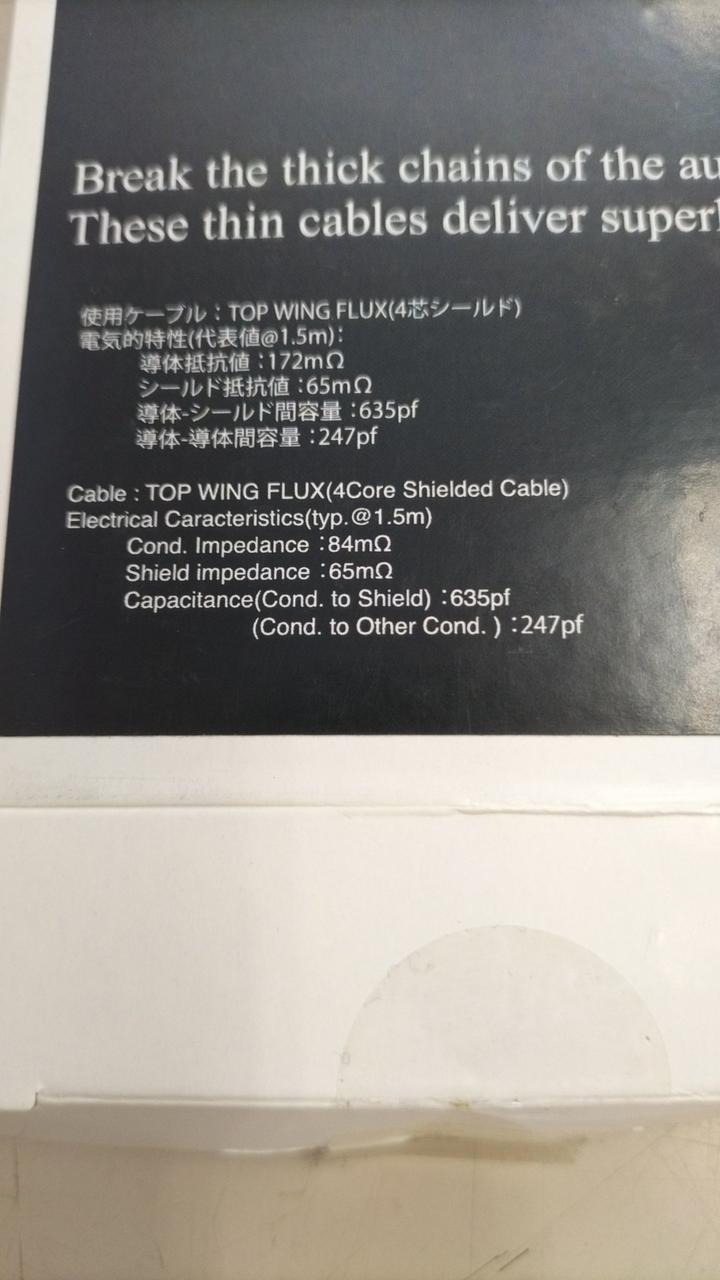 Break the thick chains of the
These thin cables deliver
使用ケーブル：TOP WING FLUX(4芯シールド)
電気的特性(代表値@1.5m)：
導体抵抗値：172mΩ
シールド抵抗値：65mΩ
導体-シールド間容量：635pf
導体-導体間容量：247pf
Cable : TOP WING FLUX(4Core Shielded Cable)
Electrical Caracteristics(typ.@1.5m)
Cond. Impedance：84mΩ
Shield impedance：65mΩ
Capacitance(Cond. to Shield)：635pf
(Cond. to Other Cond. )：247pf